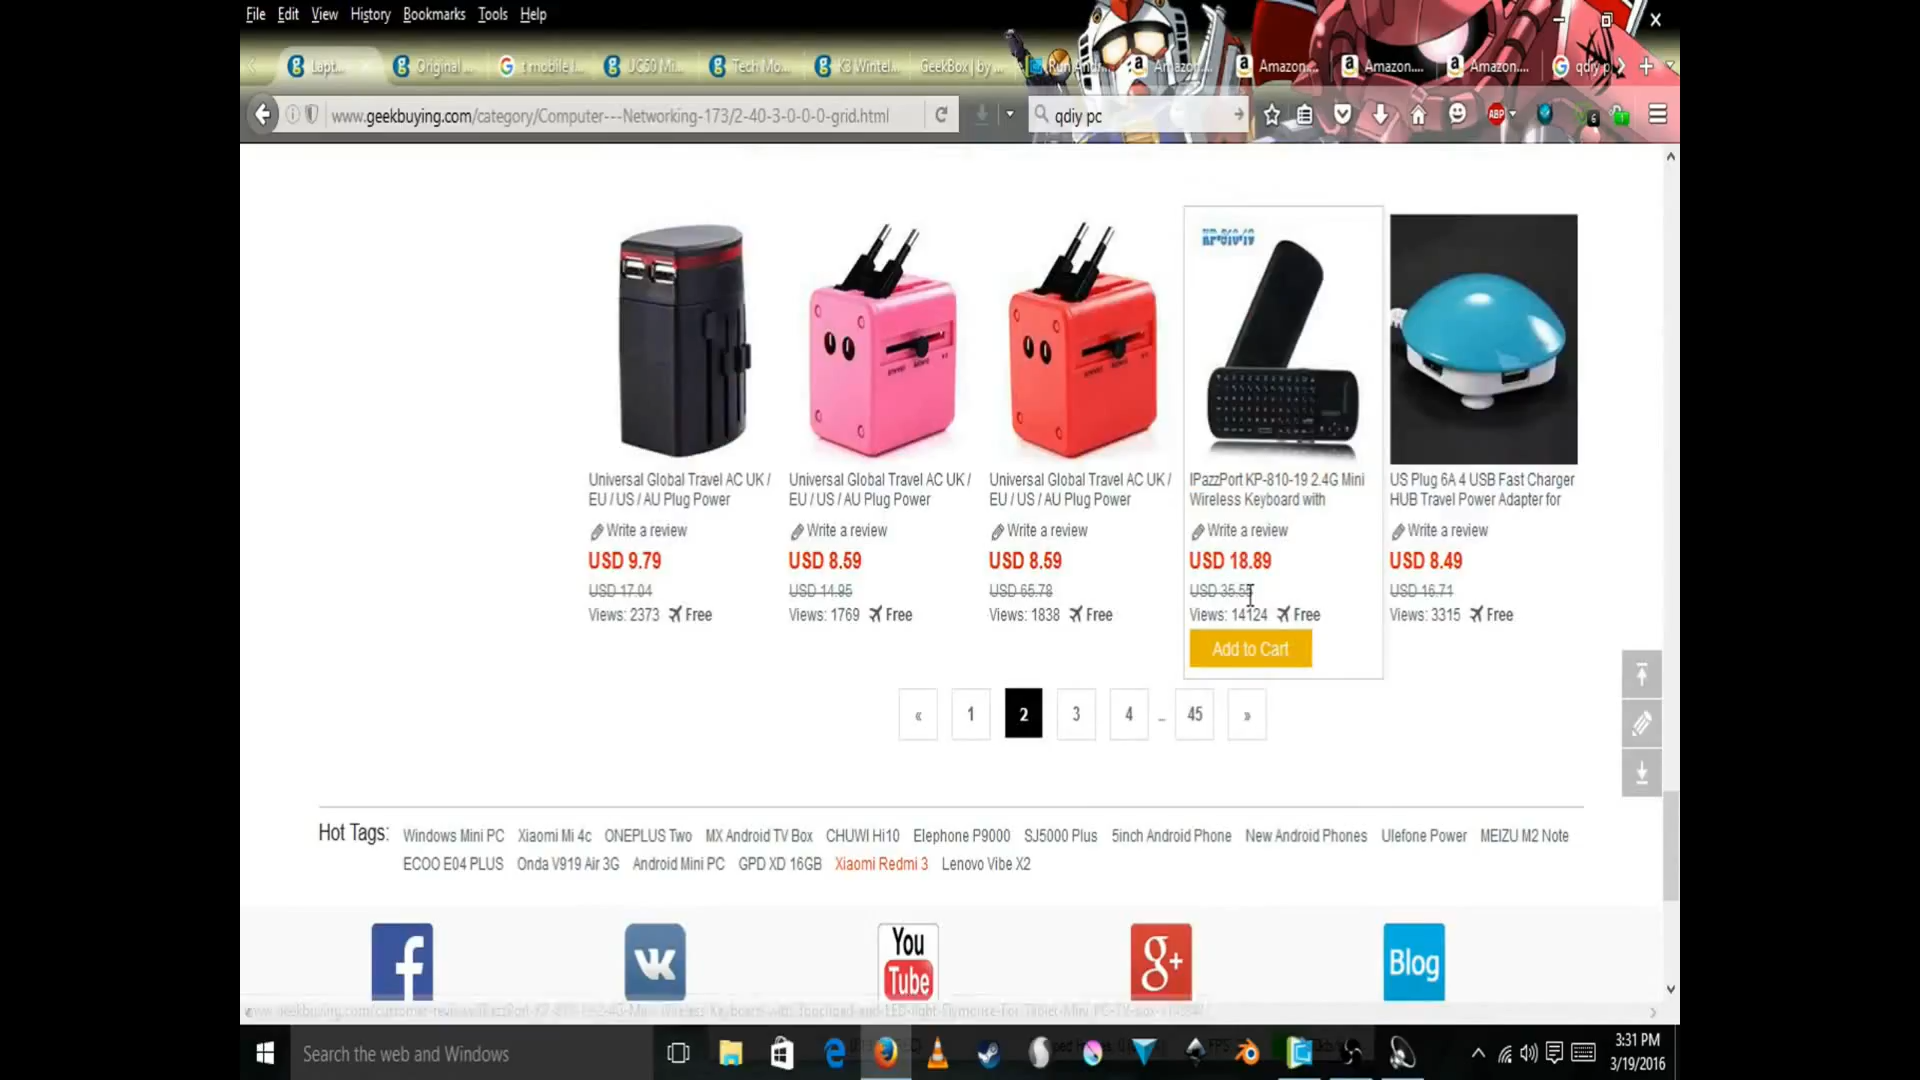 File Edit View History Bookmarks Tools Help
Lapt... Original ... t mobile l... UG50 Mi... Tech Mo... K3 Wintel... GeekBox | by ... Run Andr... Amazon.... Amazon.... Amazon.... Amazon.... qdiy p
www.geekbuying.com/category/Computer---Networking-173/2-40-3-0-0-0-grid.html qdiy pc ABP
KP-810-19
Universal Global Travel AC UK / Universal Global Travel AC UK / Universal Global Travel AC UK / IPazzPort KP-810-19 2.4G Mini US Plug 6A 4 USB Fast Charger
EU / US / AU Plug Power EU / US / AU Plug Power EU / US / AU Plug Power Wireless Keyboard with HUB Travel Power Adapter for
Write a review Write a review Write a review Write a review Write a review
USD 9.79 USD 8.59 USD 8.59 USD 18.89 USD 8.49
USD 17.04 USD 14.95 USD 65.78 USD 35.55 USD 16.71
Views: 2373 Free Views: 1769 Free Views: 1838 Free Views: 14124 Free Views: 3315 Free
Add to Cart
« 1 2 3 4 ... 45 »
Hot Tags: Windows Mini PC Xiaomi Mi 4c ONEPLUS Two MX Android TV Box CHUWI Hi10 Elephone P9000 SJ5000 Plus 5inch Android Phone New Android Phones Ulefone Power MEIZU M2 Note
ECOO E04 PLUS Onda V919 Air 3G Android Mini PC GPD XD 16GB Xiaomi Redmi 3 Lenovo Vibe X2
f VK You Tube g+ Blog
Search the web and Windows
3:31 PM
3/19/2016